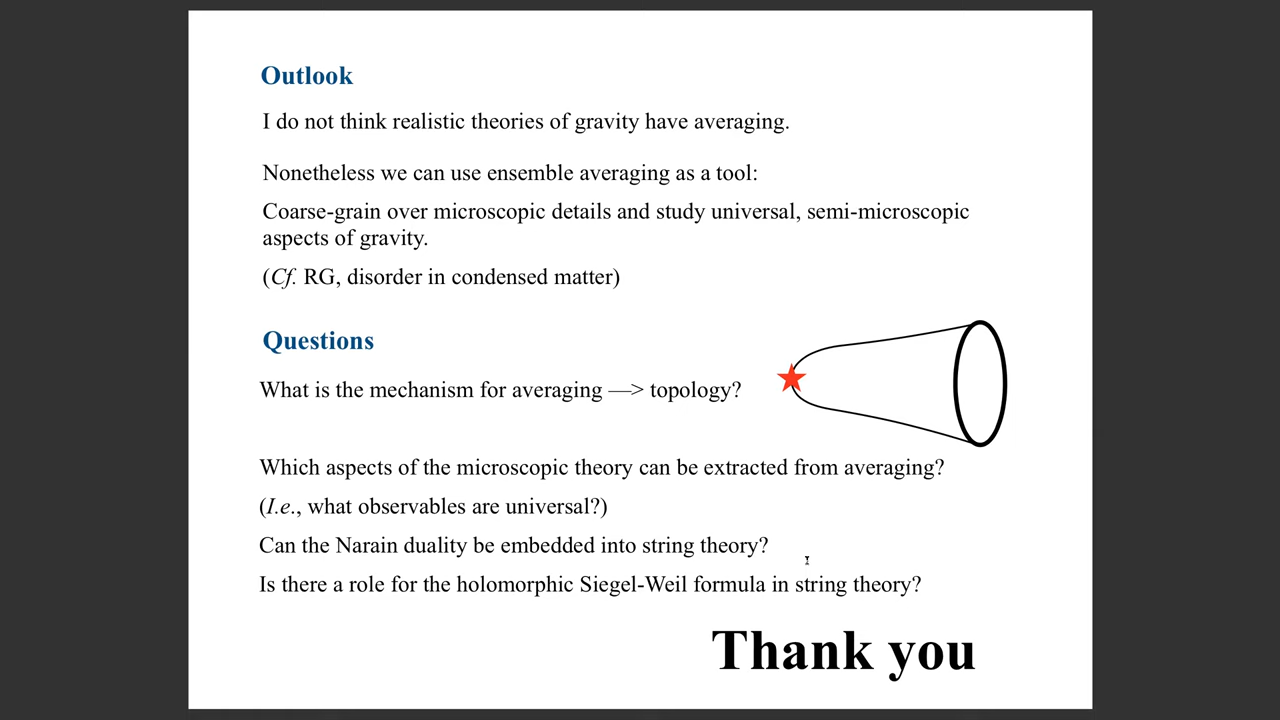 Outlook
I do not think realistic theories of gravity have averaging.
Nonetheless we can use ensemble averaging as a tool:
Coarse-grain over microscopic details and study universal, semi-microscopic
aspects of gravity.
(Cf. RG, disorder in condensed matter)
Questions
What is the mechanism for averaging —> topology?
Which aspects of the microscopic theory can be extracted from averaging?
(I.e., what observables are universal?)
Can the Narain duality be embedded into string theory?
Is there a role for the holomorphic Siegel-Weil formula in string theory?
Thank you